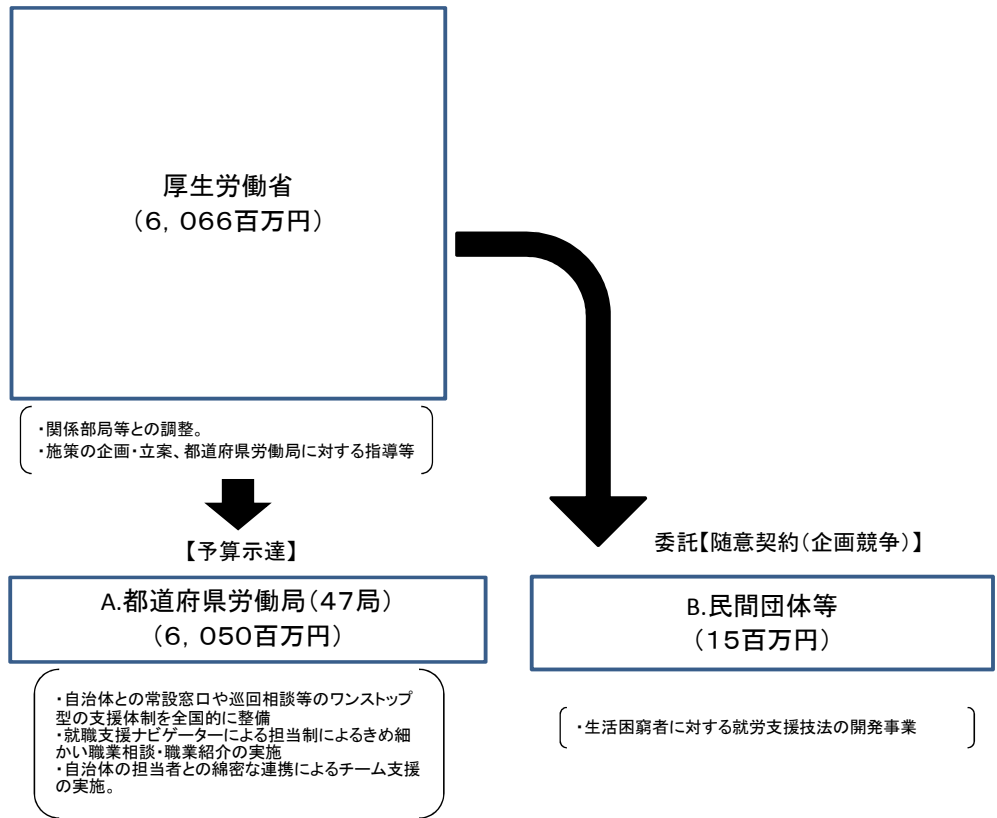 厚生労働省
（６，０６６百万円）
・関係部局等との調整。
・施策の企画・立案、都道府県労働局に対する指導等
【予算示達】
A.都道府県労働局（４７局）
（６，０５０百万円）
・自治体との常設窓口や巡回相談等のワンストップ
型の支援体制を全国的に整備
・就職支援ナビゲーターによる担当制によるきめ細
かい職業相談・職業紹介の実施
・自治体の担当者との綿密な連携によるチーム支援
の実施。
委託【随意契約（企画競争）】
B.民間団体等
（１５百万円）
・生活困窮者に対する就労支援技法の開発事業